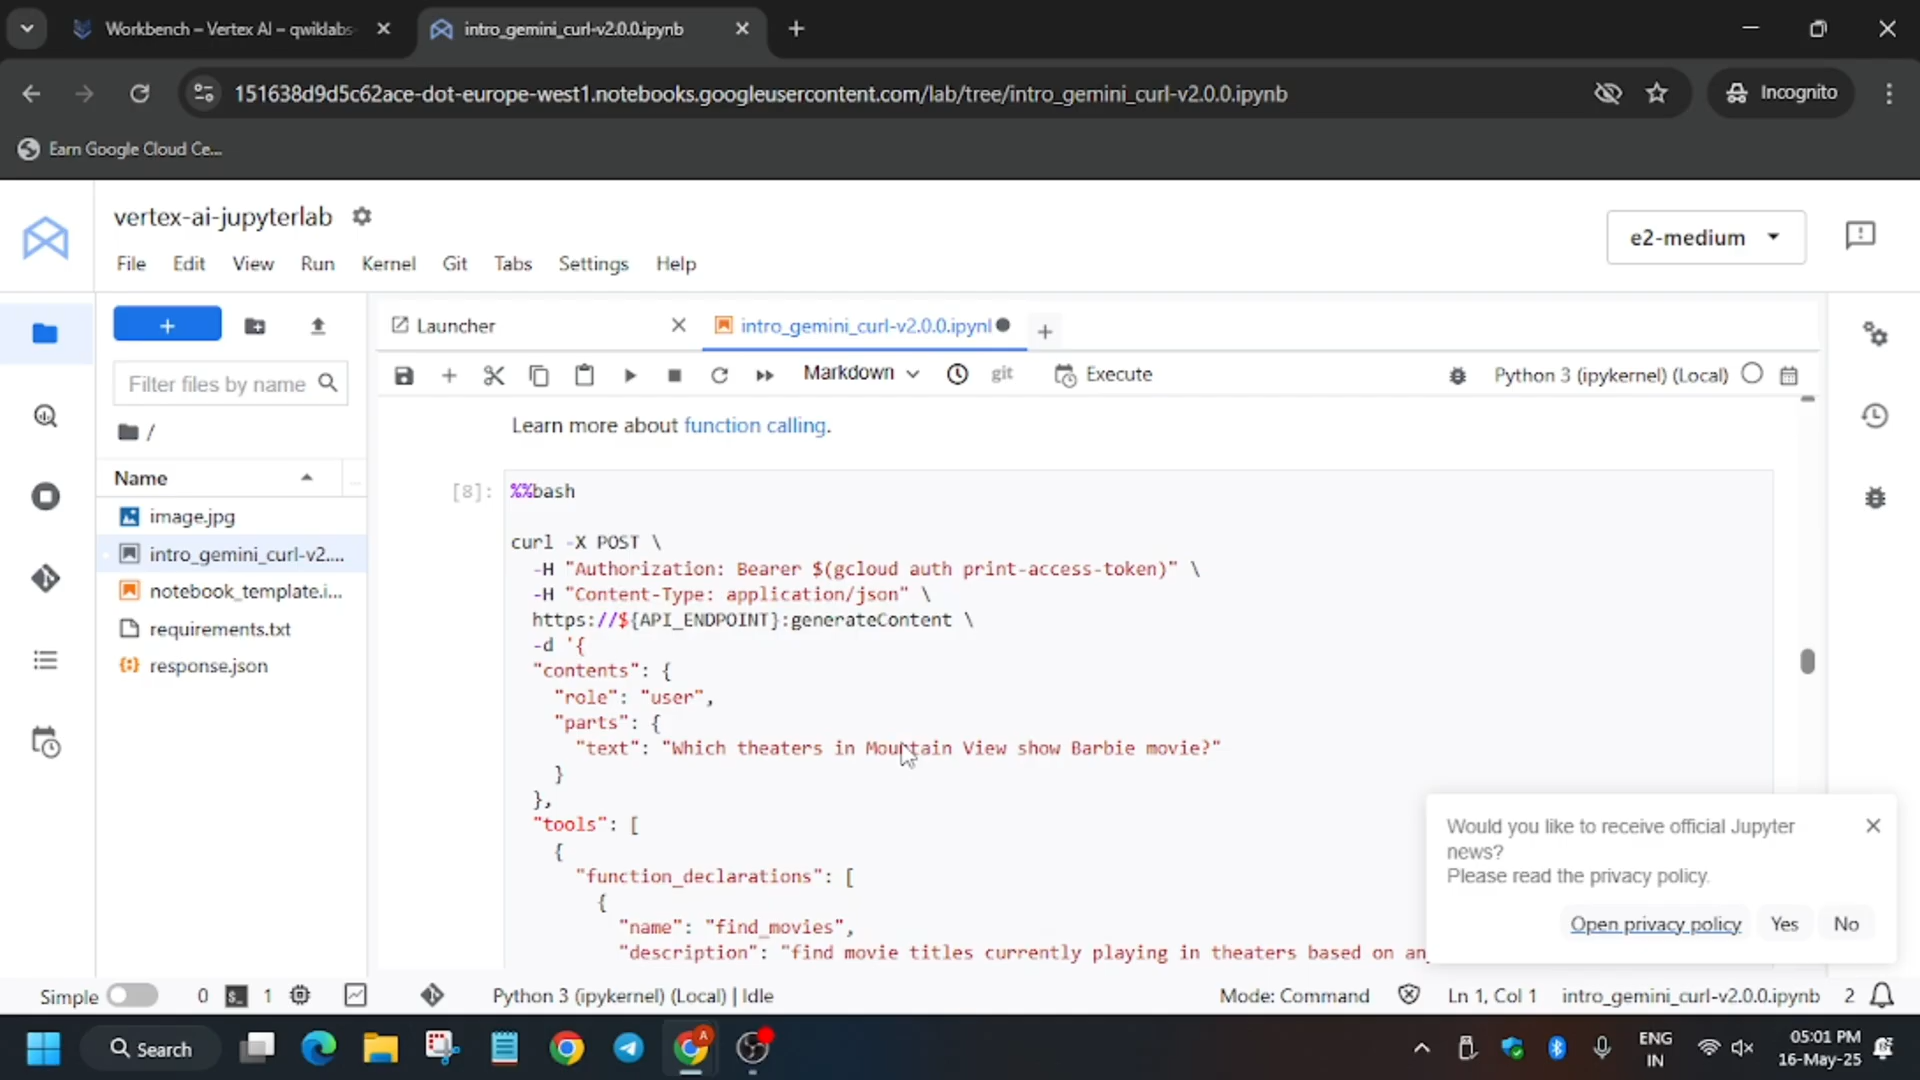 Workbench – Vertex AI – qwiklabs-
intro_gemini_curl-v2.0.0.ipynb
151638d9d5c62ace-dot-europe-west1.notebooks.googleusercontent.com/lab/tree/intro_gemini_curl-v2.0.0.ipynb
Incognito
Earn Google Cloud Ce...
vertex-ai-jupyterlab
e2-medium
File Edit View Run Kernel Git Tabs Settings Help
Launcher
intro_gemini_curl-v2.0.0.ipynl
Filter files by name
Markdown
git
Execute
Python 3 (ipykernel) (Local)
/
Name
image.jpg
intro_gemini_curl-v2....
notebook_template.i...
requirements.txt
response.json
Learn more about function calling.
[8]:
%%bash
curl -X POST \
-H "Authorization: Bearer $(gcloud auth print-access-token)" \
-H "Content-Type: application/json" \
https://${API_ENDPOINT}:generateContent \
-d '{
"contents": {
"role": "user",
"parts": {
"text": "Which theaters in Mountain View show Barbie movie?"
}
},
"tools": [
{
"function_declarations": [
{
"name": "find_movies",
"description": "find movie titles currently playing in theaters based on
Would you like to receive official Jupyter
news?
Please read the privacy policy.
Open privacy policy Yes No
Simple 0 1 Python 3 (ipykernel) (Local) | Idle Mode: Command Ln 1, Col 1 intro_gemini_curl-v2.0.0.ipynb 2
Search
A
ENG
IN
05:01 PM
16-May-25